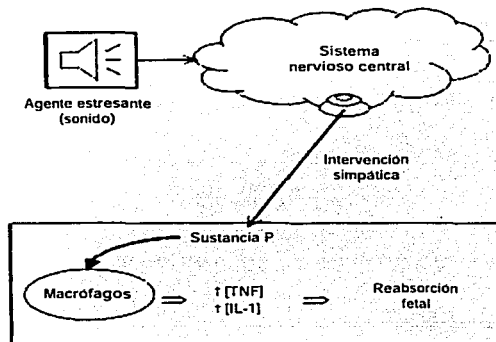 Sistema
nervioso central
Agente estresante
(sonido)
Intervención
simpática
Sustancia P
Macrófagos
↑ [TNF]
↑ [IL-1]
Reabsorción
fetal